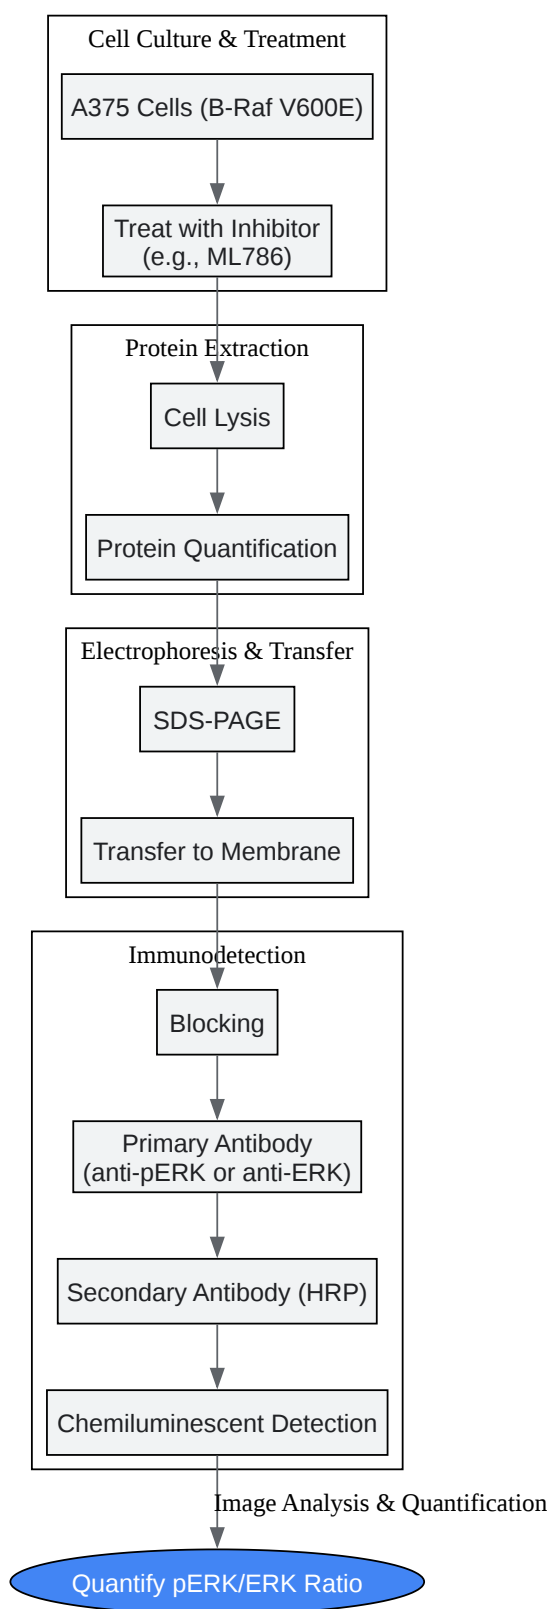 Cell Culture & Treatment
A375 Cells (B-Raf V600E)
Treat with Inhibitor
(e.g., ML786)
Protein Extraction
Cell Lysis
Protein Quantification
Electrophoresis & Transfer
SDS-PAGE
Transfer to Membrane
Immunodetection
Blocking
Primary Antibody
(anti-pERK or anti-ERK)
Secondary Antibody (HRP)
Chemiluminescent Detection
Image Analysis & Quantification
Quantify pERK/ERK Ratio